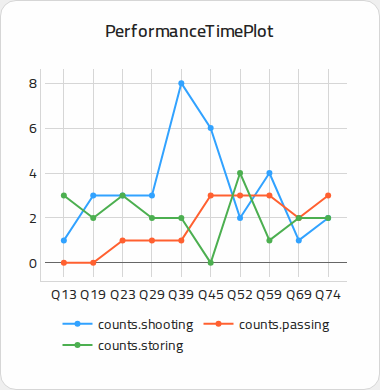 PerformanceTimePlot
8
6
4
2
0
Q13 Q19 Q23 Q29 Q39 Q45 Q52 Q59 Q69 Q74
counts.shooting counts.passing
counts.storing